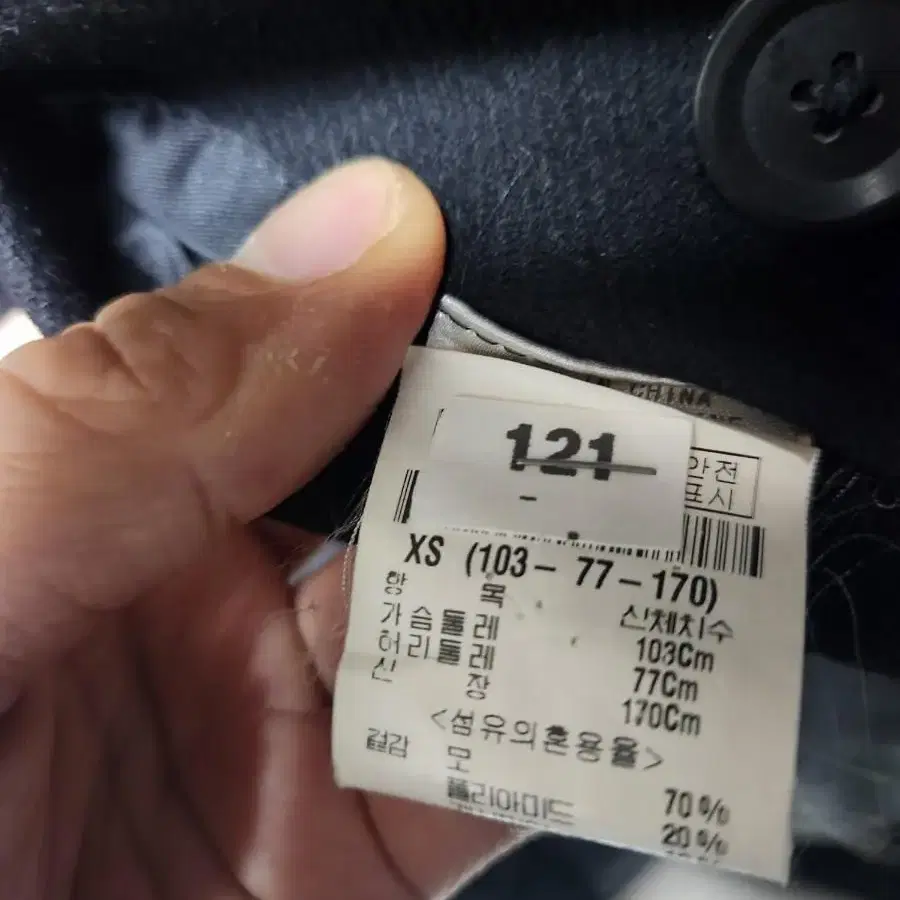 CHINA
121
-
안전
표시
XS (103 - 77 - 170)
항 목 신체치수
가슴둘레 103Cm
허리둘레 77Cm
신 장 170Cm
<섬유의혼용율>
겉감 모 70%
폴리아미드 20%